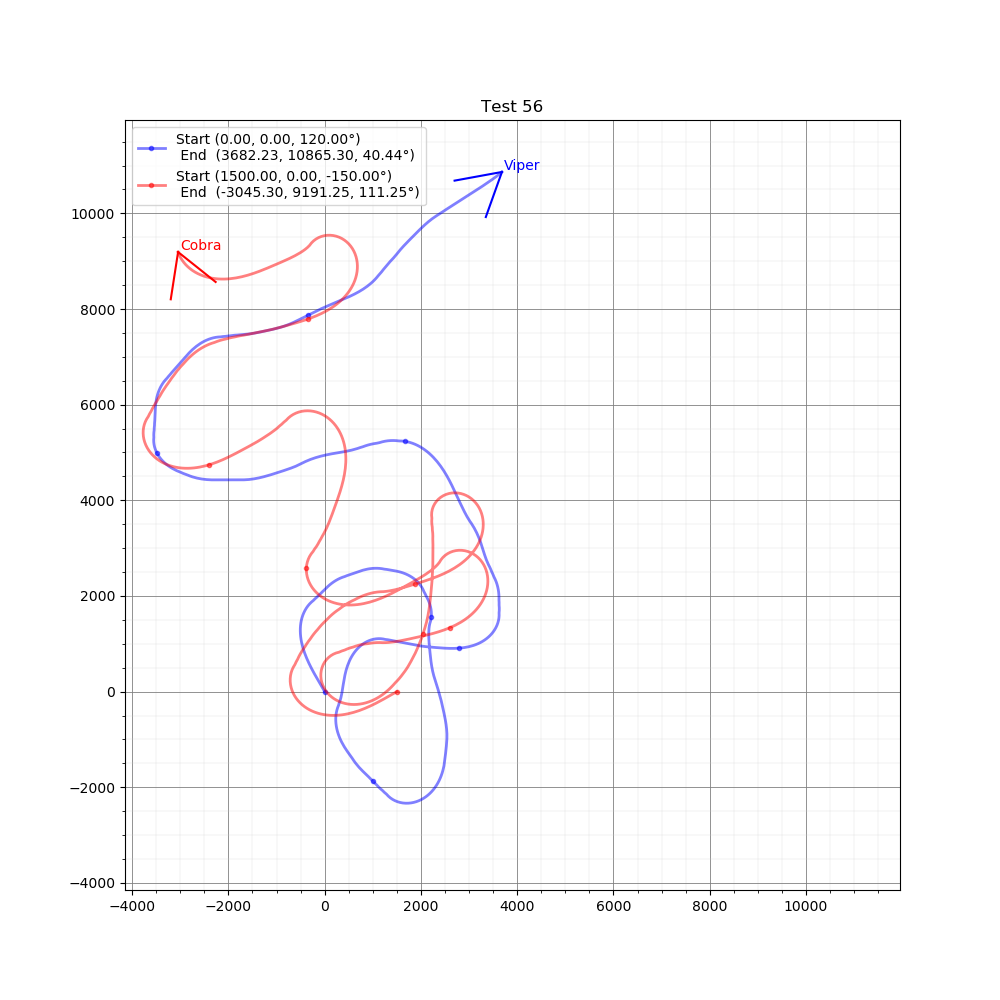 Test 56
Start (0.00, 0.00, 120.00°)
End (3682.23, 10865.30, 40.44°)
Start (1500.00, 0.00, -150.00°)
End (-3045.30, 9191.25, 111.25°)
Viper
Cobra
10000
8000
6000
4000
2000
0
−2000
−4000
−4000 −2000 0 2000 4000 6000 8000 10000